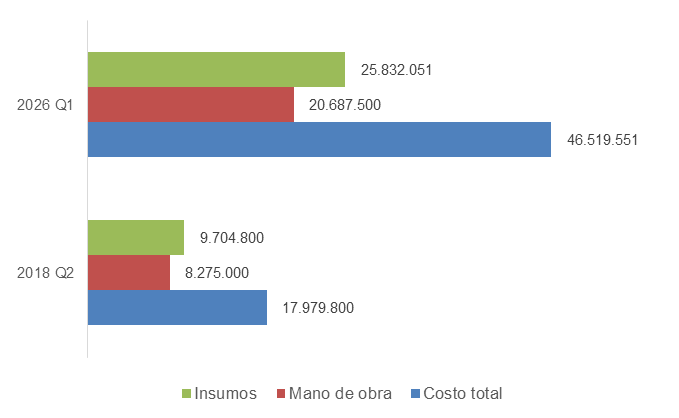 25.832.051
2026 Q1
20.687.500
46.519.551
9.704.800
2018 Q2
8.275.000
17.979.800
Insumos
Mano de obra
Costo total